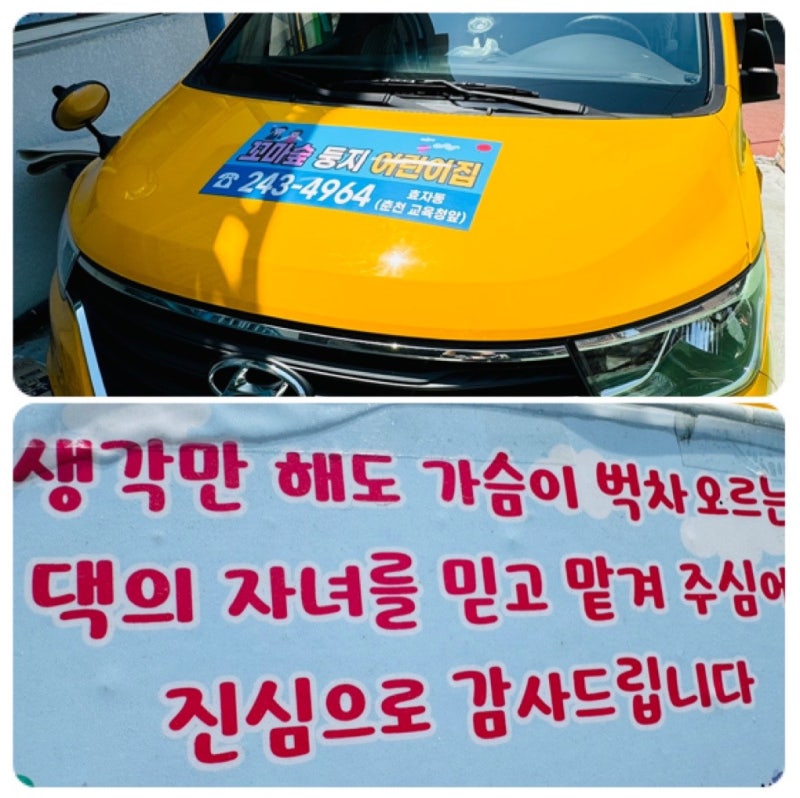 꼬마숲 둥지 어린이집
☎ 243-4964 효자동
(춘천 교육청앞)
생각만 해도 가슴이 벅차오르는
댁의 자녀를 믿고 맡겨 주심에
진심으로 감사드립니다